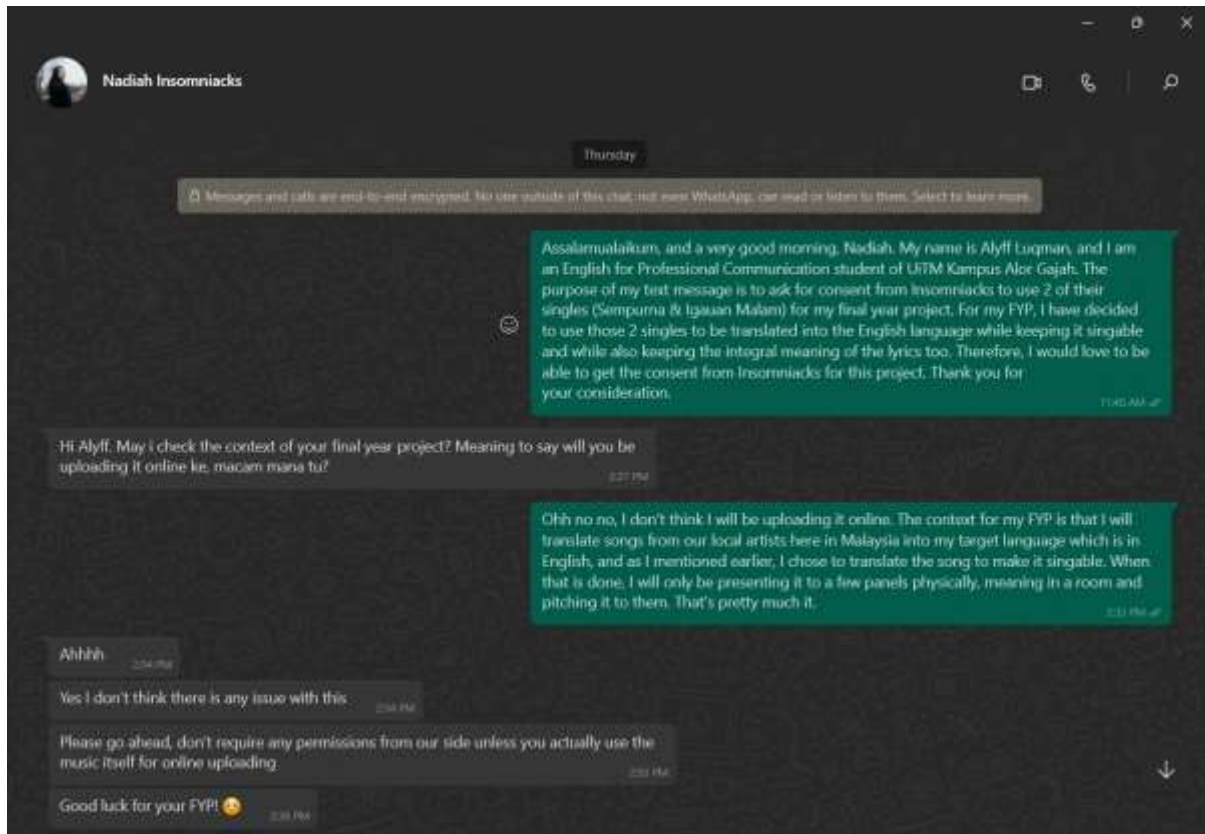 Nadiah Insomniacks
Thursday
Messages and calls are end-to-end encrypted. No one outside of this chat, not even WhatsApp, can read or listen to them. Select to learn more.
Assalamualaikum, and a very good morning, Nadiah. My name is Alyff Luqman, and I am
an English for Professional Communication student of UiTM Kampus Alor Gajah. The
purpose of my text message is to ask for consent from Insomniacks to use 2 of their
singles (Sempurna & Igauan Malam) for my final year project. For my FYP, I have decided
to use those 2 singles to be translated into the English language while keeping it singable
and while also keeping the integral meaning of the lyrics too. Therefore, I would love to be
able to get the consent from Insomniacks for this project. Thank you for
your consideration.
11:40 AM
Hi Alyff. May i check the context of your final year project? Meaning to say will you be
uploading it online ke, macam mana tu?
Ohh no no, I don't think I will be uploading it online. The context for my FYP is that I will
translate songs from our local artists here in Malaysia into my target language which is in
English, and as I mentioned earlier, I chose to translate the song to make it singable. When
that is done, I will only be presenting it to a few panels physically, meaning in a room and
pitching it to them. That's pretty much it.
Ahhhh
Yes I don't think there is any issue with this
Please go ahead, don't require any permissions from our side unless you actually use the
music itself for online uploading
Good luck for your FYP! 😊